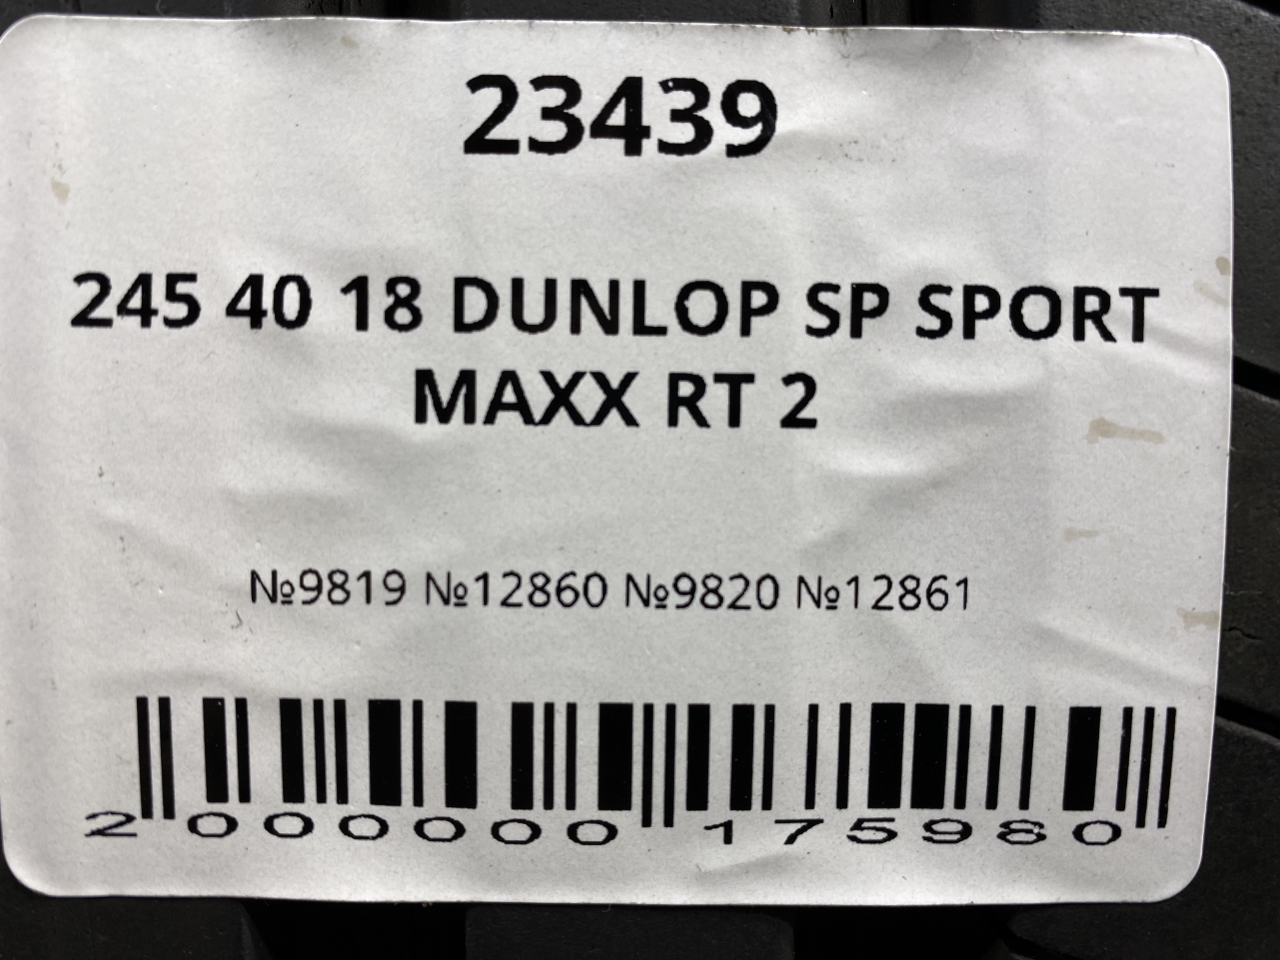 23439
245 40 18 DUNLOP SP SPORT
MAXX RT 2
№9819 №12860 №9820 №12861
2 000000 175980